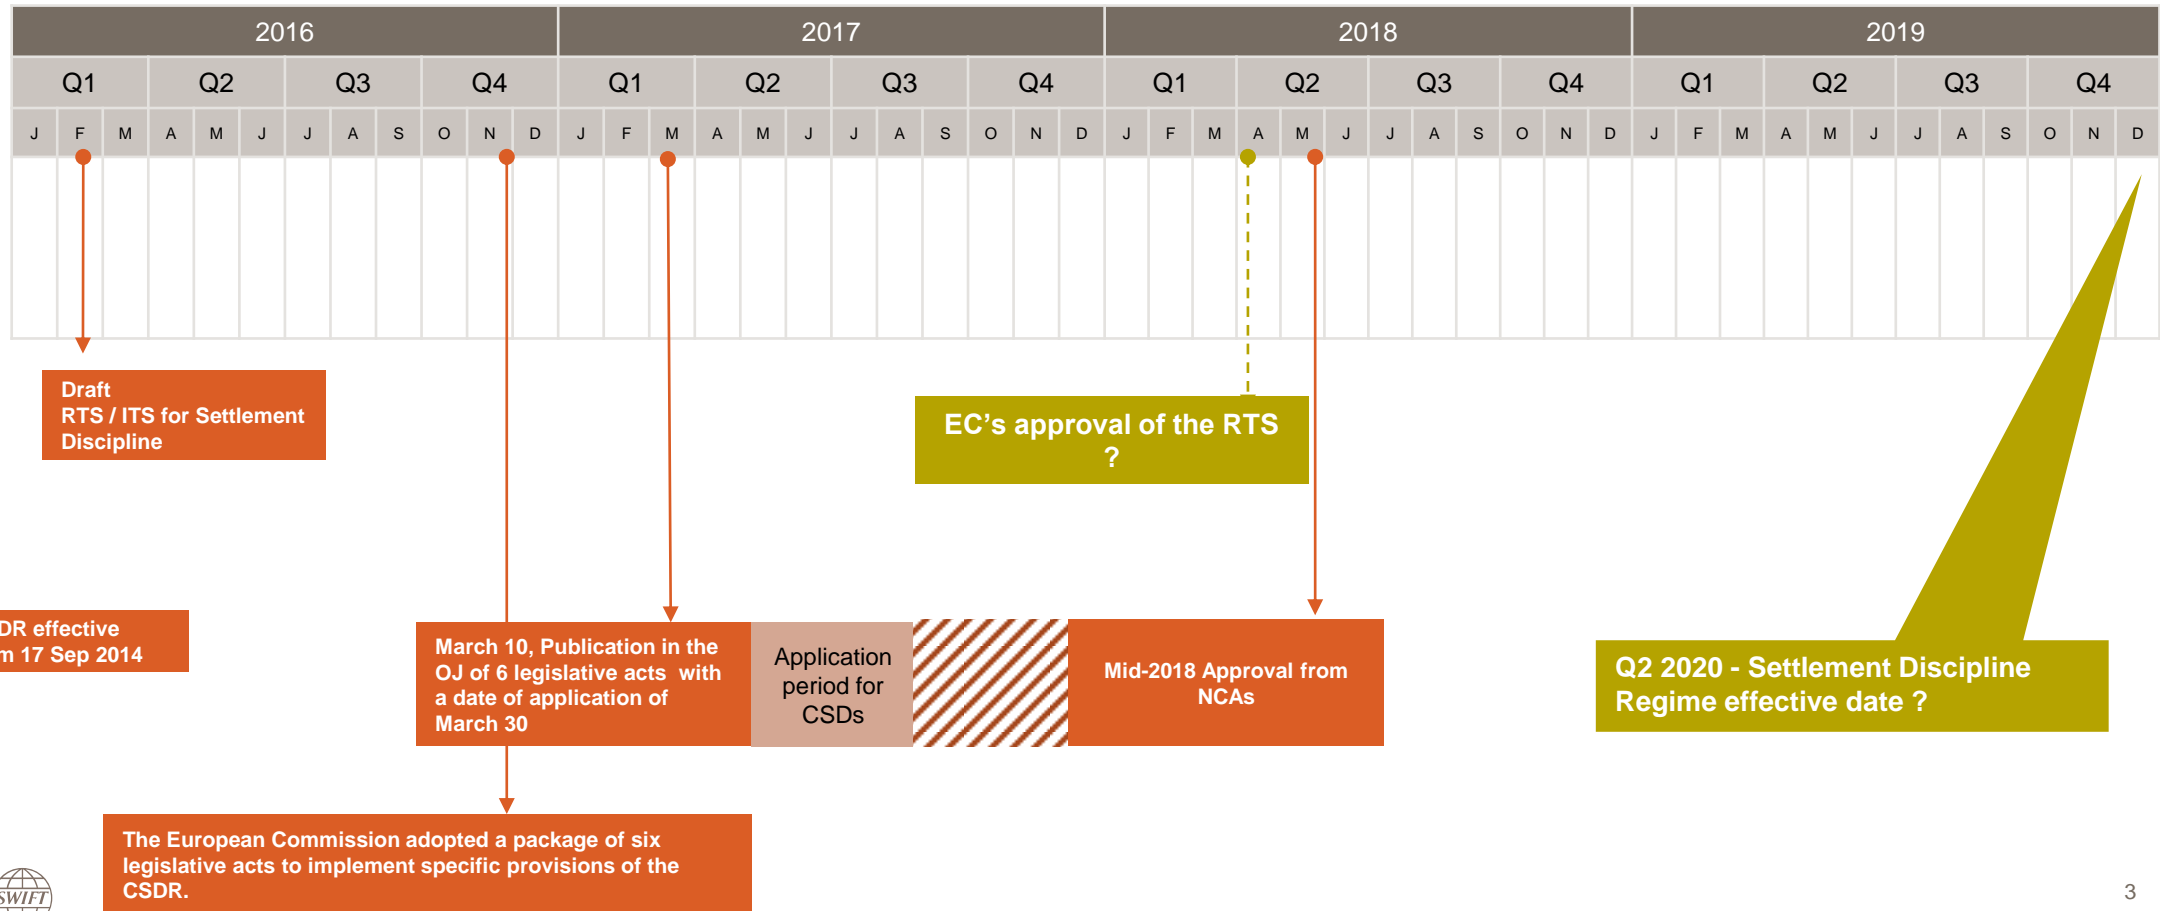 2016 2017 2018 2019
Q1 Q2 Q3 Q4 Q1 Q2 Q3 Q4 Q1 Q2 Q3 Q4 Q1 Q2 Q3 Q4
J F M A M J J A S O N D J F M A M J J A S O N D J F M A M J J A S O N D J F M A M J J A S O N D
Draft
RTS / ITS for Settlement
Discipline
EC’s approval of the RTS
?
DR effective
m 17 Sep 2014
March 10, Publication in the
OJ of 6 legislative acts with
a date of application of
March 30
Application
period for
CSDs
Mid-2018 Approval from
NCAs
Q2 2020 - Settlement Discipline
Regime effective date ?
The European Commission adopted a package of six
legislative acts to implement specific provisions of the
CSDR.
SWIFT
3